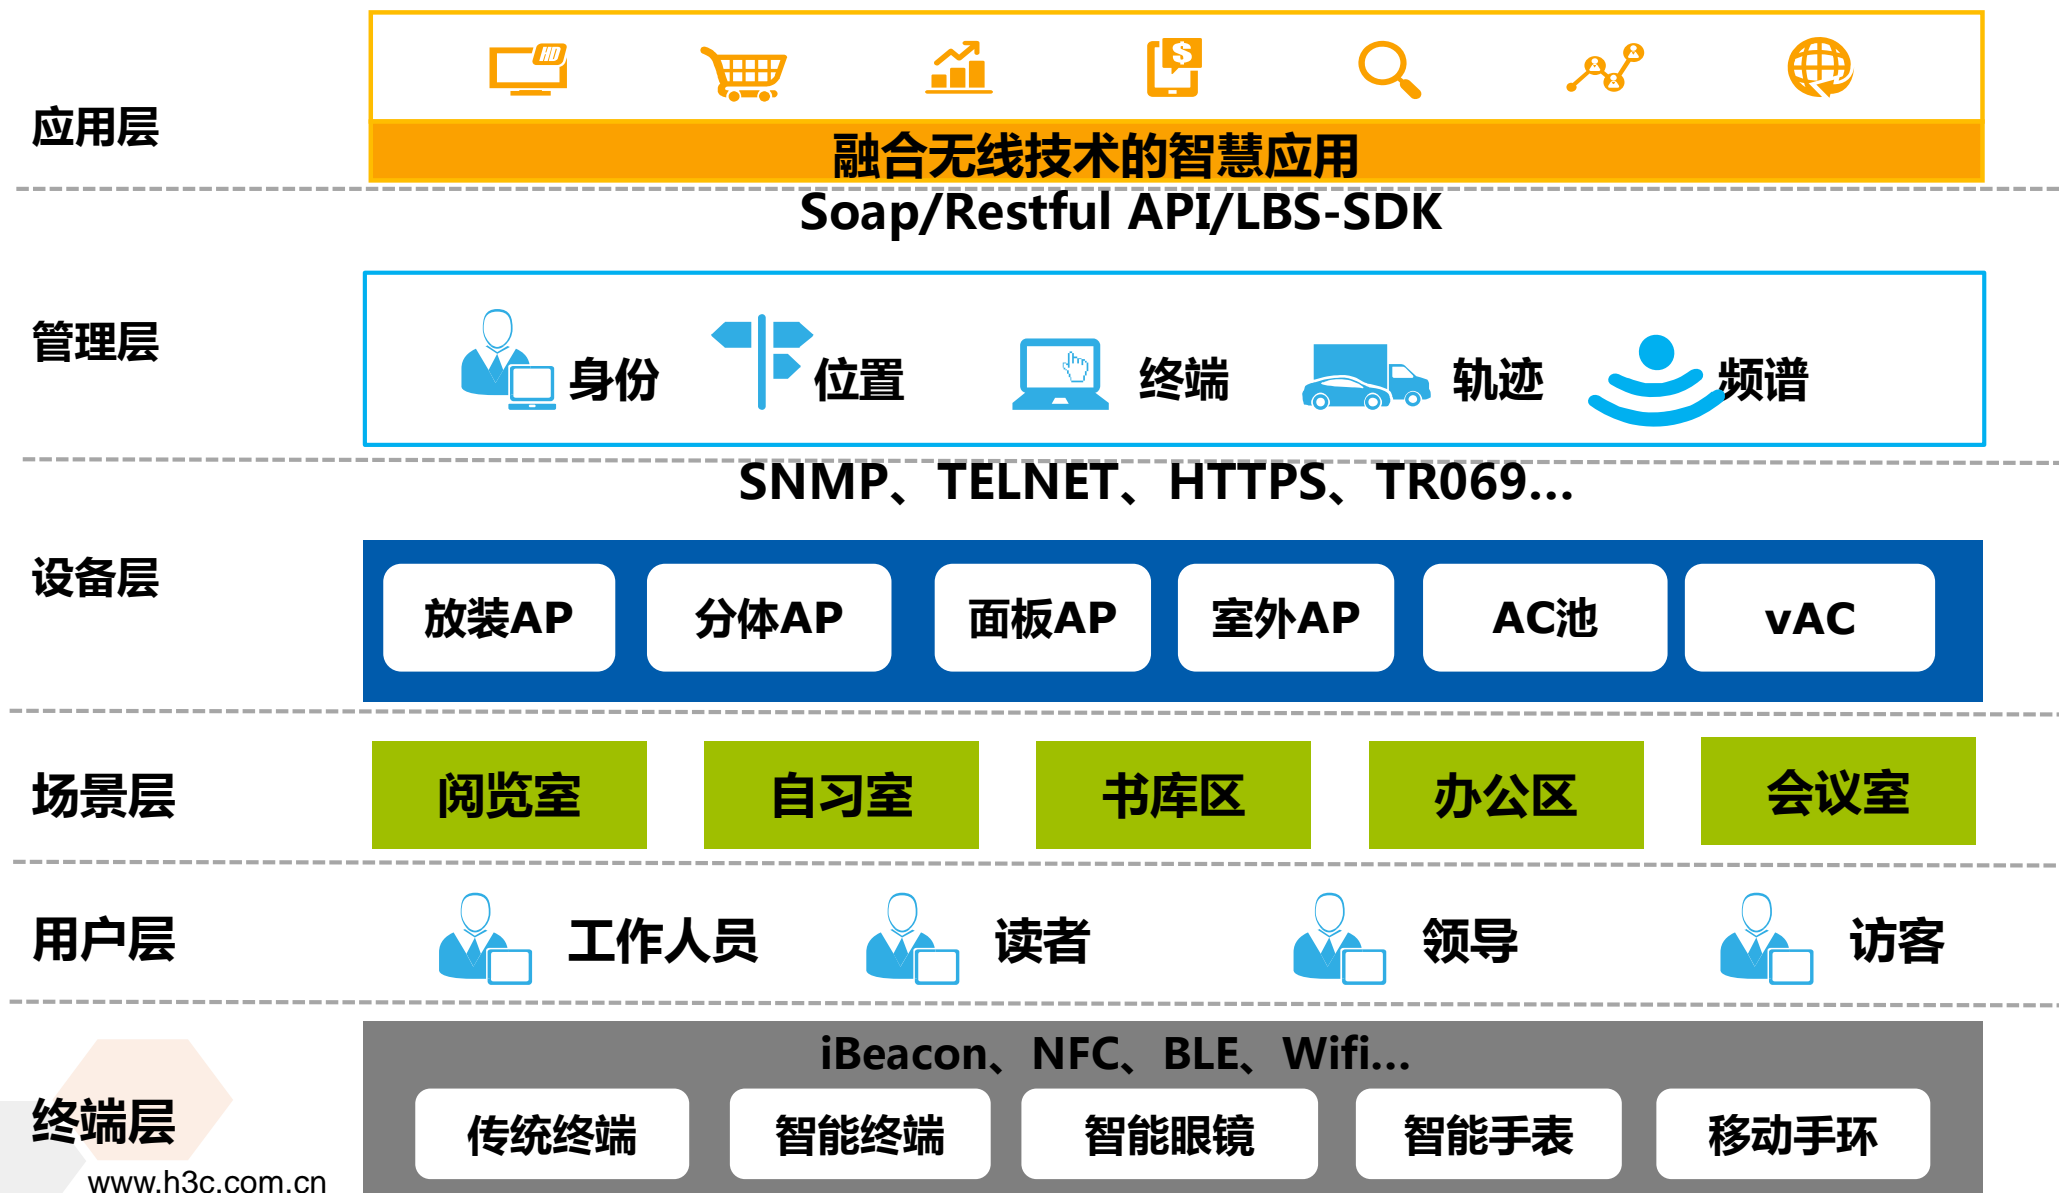 HD
$
应用层
融合无线技术的智慧应用
Soap/Restful API/LBS-SDK
管理层
身份 位置 终端 轨迹 频谱
SNMP、TELNET、HTTPS、TR069...
设备层
放装AP 分体AP 面板AP 室外AP AC池 vAC
场景层 阅览室 自习室 书库区 办公区 会议室
用户层 工作人员 读者 领导 访客
iBeacon、NFC、BLE、Wifi...
终端层 传统终端 智能终端 智能眼镜 智能手表 移动手环
www.h3c.com.cn